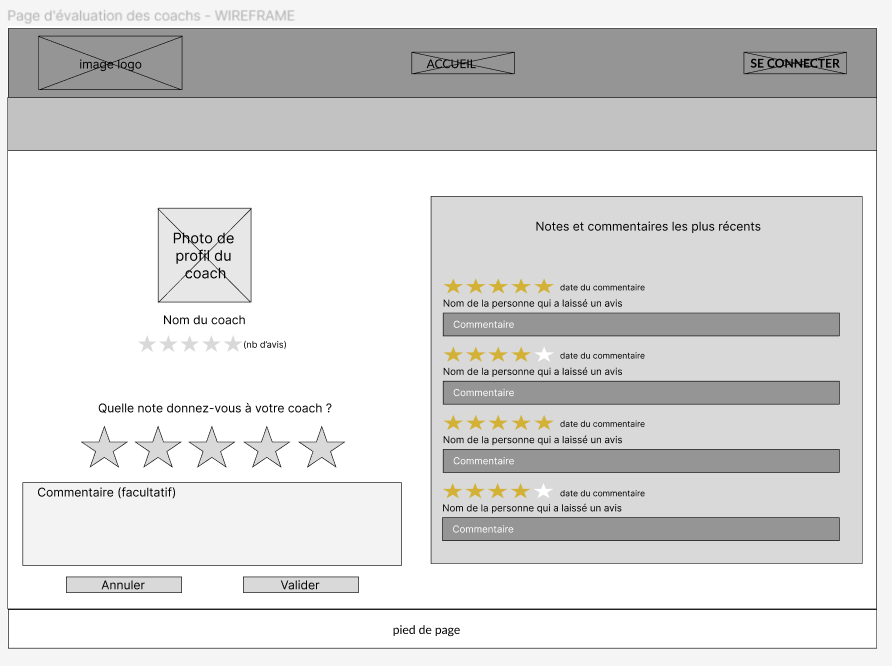 Page d'évaluation des coachs - WIREFRAME
image logo
ACCUEIL
SE CONNECTER
Photo de
profil du
coach
Nom du coach
(nb d'avis)
Quelle note donnez-vous à votre coach ?
Commentaire (facultatif)
Annuler
Valider
Notes et commentaires les plus récents
date du commentaire
Nom de la personne qui a laissé un avis
Commentaire
date du commentaire
Nom de la personne qui a laissé un avis
Commentaire
date du commentaire
Nom de la personne qui a laissé un avis
Commentaire
date du commentaire
Nom de la personne qui a laissé un avis
Commentaire
pied de page